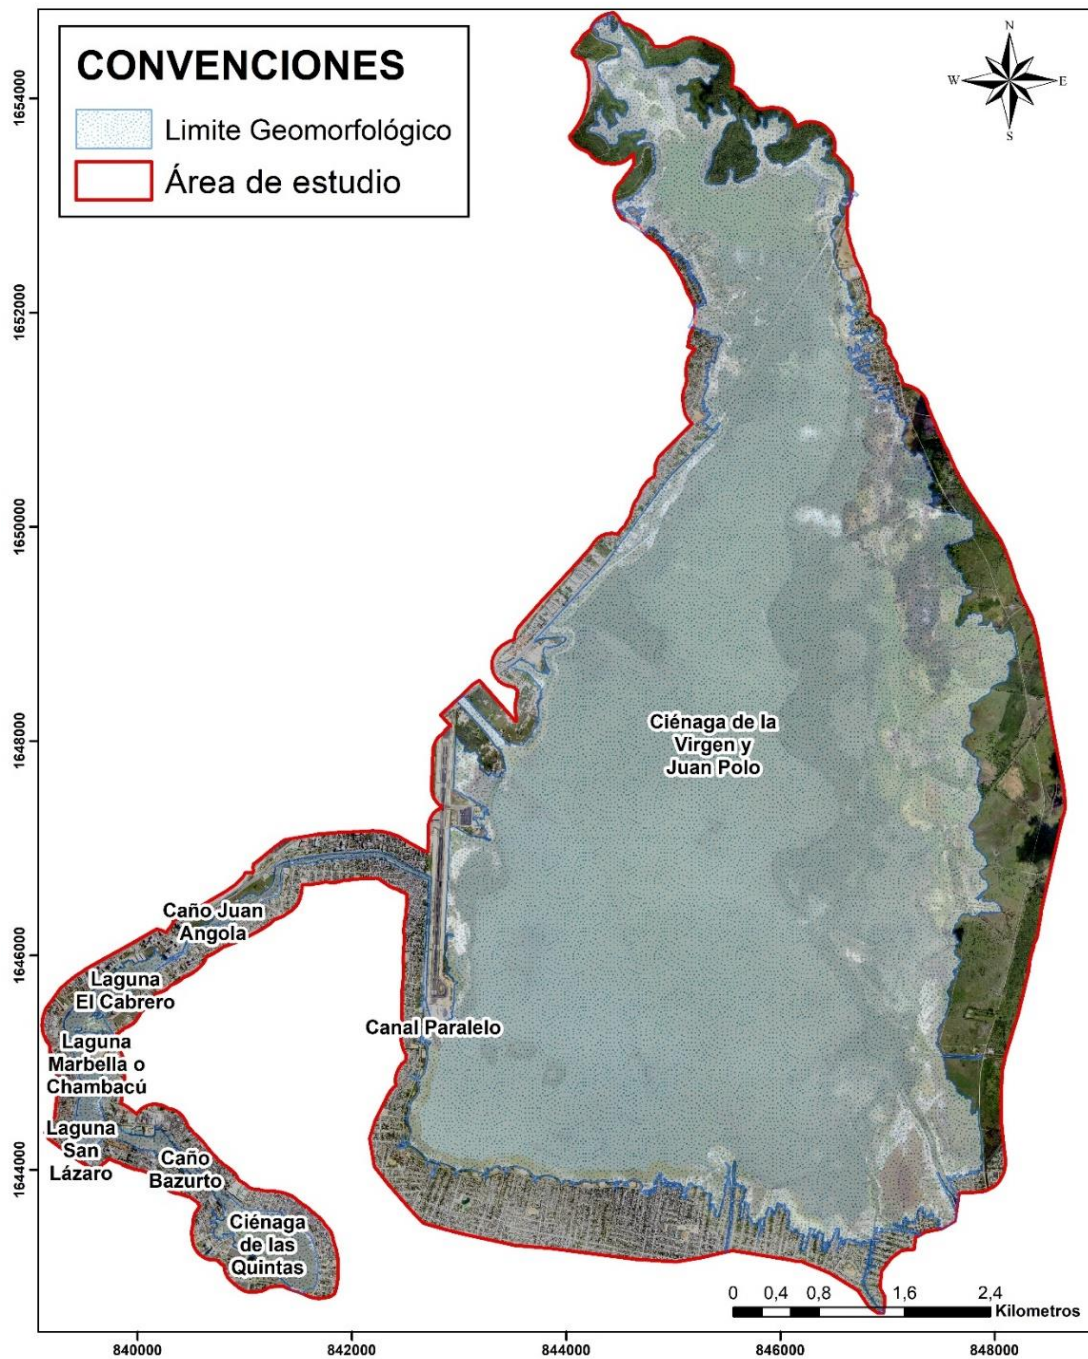 CONVENCIONES
Limite Geomorfológico
Área de estudio
N
W
E
S
1654000
1652000
1650000
1648000
1646000
1644000
Ciénaga de la
Virgen y
Juan Polo
Caño Juan
Angola
Laguna
El Cabrero
Canal Paralelo
Laguna
Marbella o
Chambacú
Laguna
San
Lázaro
Caño
Bazurto
Ciénaga
de las
Quintas
0 0,4 0,8 1,6 2,4
Kilometros
840000 842000 844000 846000 848000